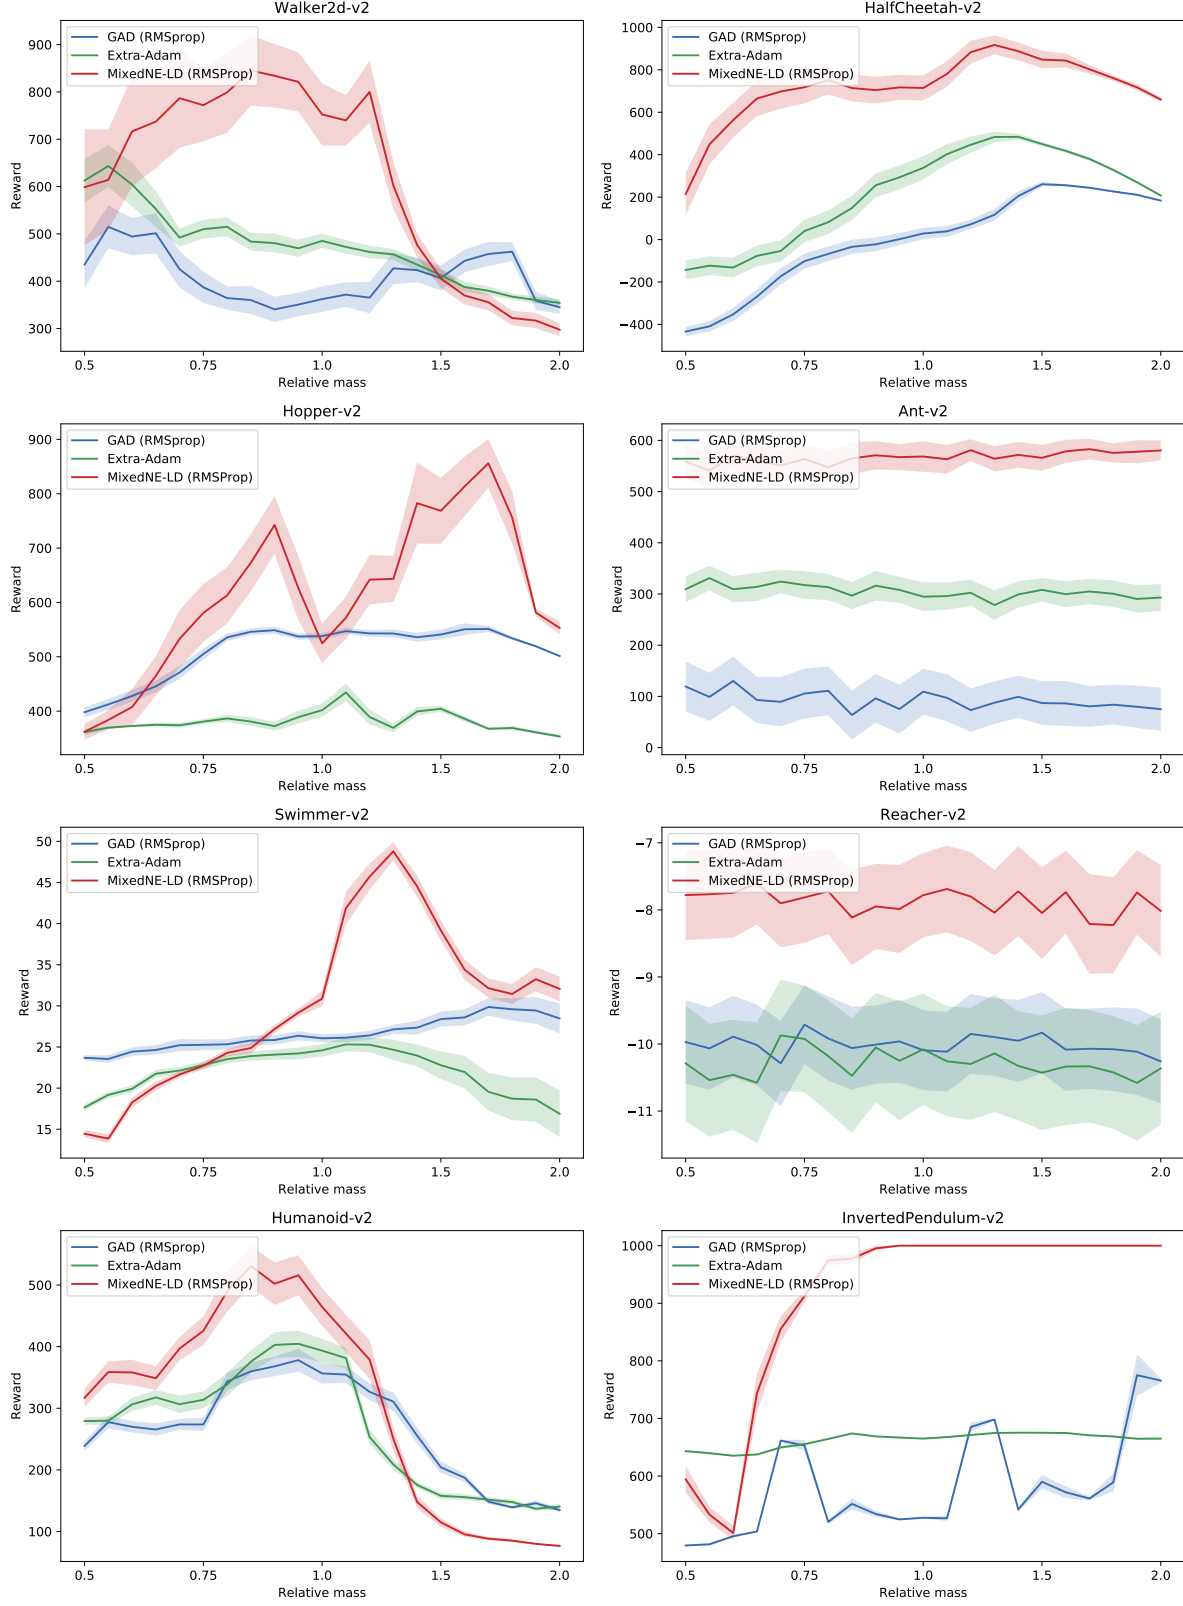 Walker2d-v2
900
800
700
600
500
400
300
Reward
GAD (RMSprop)
Extra-Adam
MixedNE-LD (RMSProp)
0.5 0.75 1.0 1.5 2.0
Relative mass
HalfCheetah-v2
1000
800
600
400
200
0
−200
−400
Reward
GAD (RMSprop)
Extra-Adam
MixedNE-LD (RMSProp)
0.5 0.75 1.0 1.5 2.0
Relative mass
Hopper-v2
900
800
700
600
500
400
Reward
GAD (RMSprop)
Extra-Adam
MixedNE-LD (RMSProp)
0.5 0.75 1.0 1.5 2.0
Relative mass
Ant-v2
600
500
400
300
200
100
0
Reward
GAD (RMSprop)
Extra-Adam
MixedNE-LD (RMSProp)
0.5 0.75 1.0 1.5 2.0
Relative mass
Swimmer-v2
50
45
40
35
30
25
20
15
Reward
GAD (RMSprop)
Extra-Adam
MixedNE-LD (RMSProp)
0.5 0.75 1.0 1.5 2.0
Relative mass
Reacher-v2
−7
−8
−9
−10
−11
Reward
GAD (RMSprop)
Extra-Adam
MixedNE-LD (RMSProp)
0.5 0.75 1.0 1.5 2.0
Relative mass
Humanoid-v2
500
400
300
200
100
Reward
GAD (RMSprop)
Extra-Adam
MixedNE-LD (RMSProp)
0.5 0.75 1.0 1.5 2.0
Relative mass
InvertedPendulum-v2
1000
900
800
700
600
500
Reward
GAD (RMSprop)
Extra-Adam
MixedNE-LD (RMSProp)
0.5 0.75 1.0 1.5 2.0
Relative mass